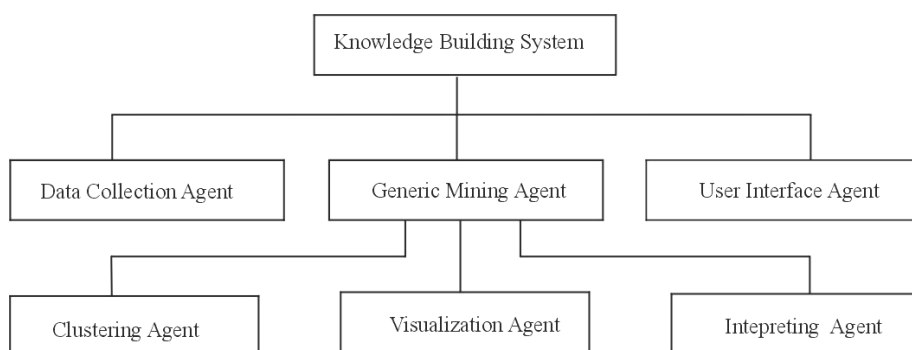 Knowledge Building System
Data Collection Agent
Generic Mining Agent
User Interface Agent
Clustering Agent
Visualization Agent
Intepreting Agent